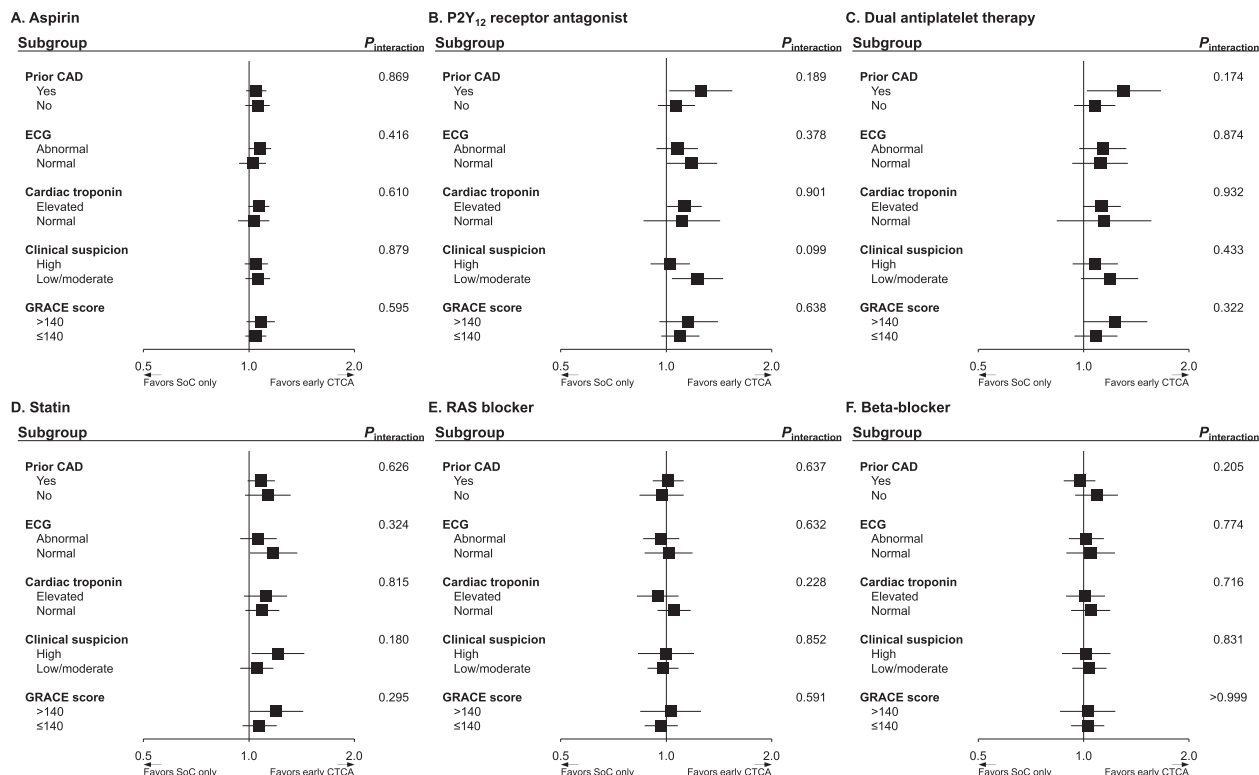 A. Aspirin
Subgroup Pinteraction
Prior CAD 0.869
Yes
No
ECG 0.416
Abnormal
Normal
Cardiac troponin 0.610
Elevated
Normal
Clinical suspicion 0.879
High
Low/moderate
GRACE score 0.595
>140
≤140
0.5 1.0 2.0
Favors SoC only Favors early CTCA
B. P2Y12 receptor antagonist
Subgroup Pinteraction
Prior CAD 0.189
Yes
No
ECG 0.378
Abnormal
Normal
Cardiac troponin 0.901
Elevated
Normal
Clinical suspicion 0.099
High
Low/moderate
GRACE score 0.638
>140
≤140
0.5 1.0 2.0
Favors SoC only Favors early CTCA
C. Dual antiplatelet therapy
Subgroup Pinteraction
Prior CAD 0.174
Yes
No
ECG 0.874
Abnormal
Normal
Cardiac troponin 0.932
Elevated
Normal
Clinical suspicion 0.433
High
Low/moderate
GRACE score 0.322
>140
≤140
0.5 1.0 2.0
Favors SoC only Favors early CTCA
D. Statin
Subgroup Pinteraction
Prior CAD 0.626
Yes
No
ECG 0.324
Abnormal
Normal
Cardiac troponin 0.815
Elevated
Normal
Clinical suspicion 0.180
High
Low/moderate
GRACE score 0.295
>140
≤140
0.5 1.0 2.0
Favors SoC only Favors early CTCA
E. RAS blocker
Subgroup Pinteraction
Prior CAD 0.637
Yes
No
ECG 0.632
Abnormal
Normal
Cardiac troponin 0.228
Elevated
Normal
Clinical suspicion 0.852
High
Low/moderate
GRACE score 0.591
>140
≤140
0.5 1.0 2.0
Favors SoC only Favors early CTCA
F. Beta-blocker
Subgroup Pinteraction
Prior CAD 0.205
Yes
No
ECG 0.774
Abnormal
Normal
Cardiac troponin 0.716
Elevated
Normal
Clinical suspicion 0.831
High
Low/moderate
GRACE score >0.999
>140
≤140
0.5 1.0 2.0
Favors SoC only Favors early CTCA